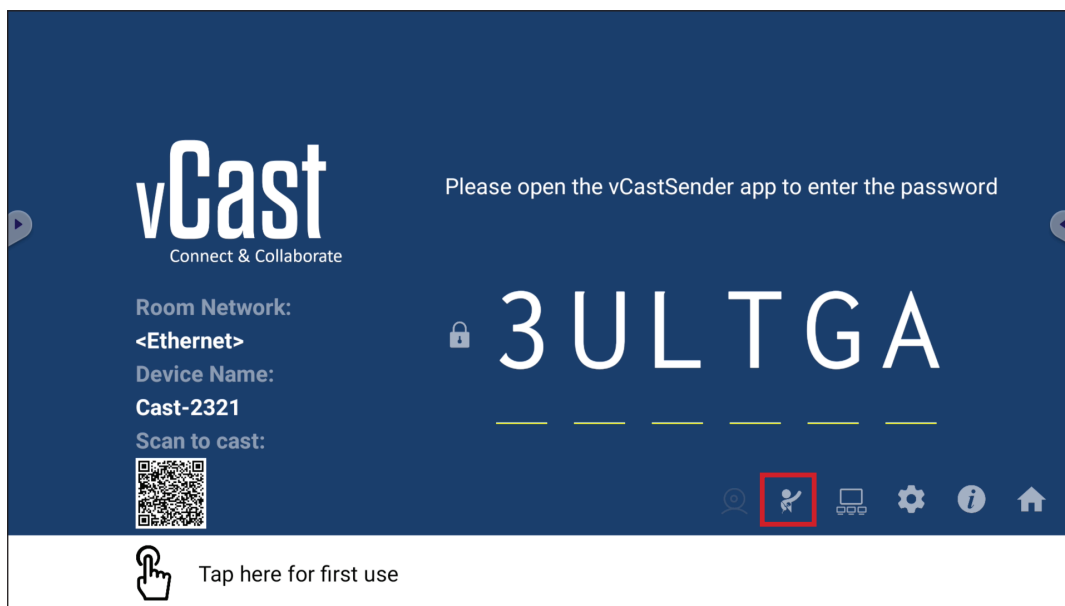 vCast
Connect & Collaborate
Please open the vCastSender app to enter the password
Room Network:
<Ethernet>
Device Name:
Cast-2321
Scan to cast:
3ULTGA
Tap here for first use